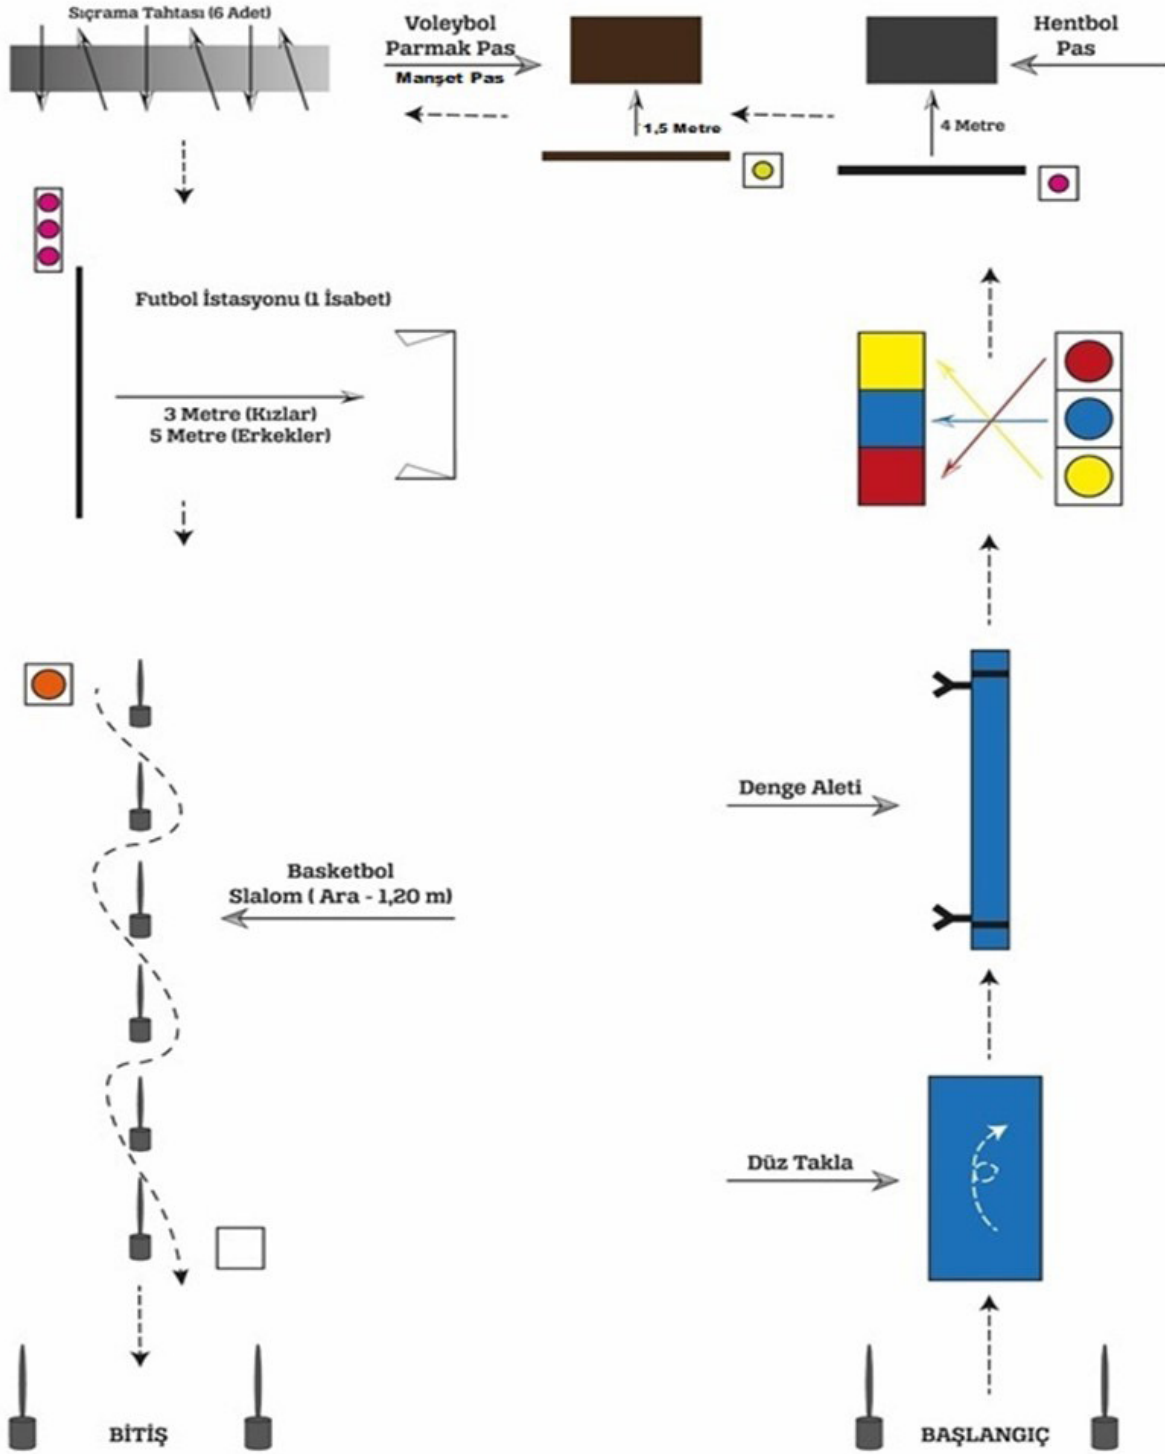 Sıçrama Tahtası (6 Adet)
Voleybol
Parmak Pas
Manşet Pas
Hentbol
Pas
1,5 Metre
4 Metre
Futbol İstasyonu (1 İsabet)
3 Metre (Kızlar)
5 Metre (Erkekler)
Denge Aleti
Basketbol
Slalom ( Ara - 1,20 m)
Düz Takla
BİTİŞ
BAŞLANGIÇ